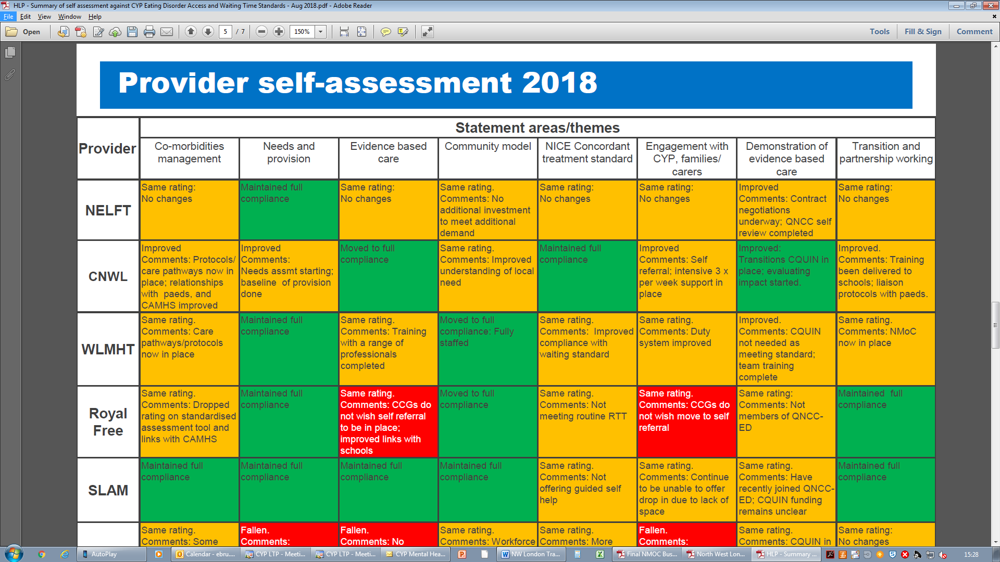 HLP - Summary of self assessment against CYP Eating Disorder Access and Waiting Time Standards - Aug 2018.pdf - Adobe Reader
File Edit View Window Help
Open 5 / 7 150% Tools Fill & Sign Comment
Provider self-assessment 2018
Provider
Statement areas/themes
Co-morbidities
management
Needs and
provision
Evidence based
care
Community model
NICE Concordant
treatment standard
Engagement with
CYP, families/
carers
Demonstration of
evidence based
care
Transition and
partnership working
NELFT
Same rating:
No changes
Maintained full
compliance
Same rating:
No changes
Same rating.
Comments: No
additional investment
to meet additional
demand
Same rating:
No changes
Same rating:
No changes
Improved
Comments: Contract
negotiations
underway; QNCC self
review completed
Same rating:
No changes
CNWL
Improved
Comments: Protocols/
care pathways now in
place; relationships
with paeds, and
CAMHS improved
Improved
Comments:
Needs assmt starting;
baseline of provision
done
Moved to full
compliance
Same rating.
Comments: Improved
understanding of local
need
Maintained full
compliance
Improved
Comments: Self
referral; intensive 3 x
per week support in
place
Improved:
Transitions CQUIN in
place; evaluating
impact started.
Improved.
Comments: Training
been delivered to
schools; liaison
protocols with paeds.
WLMHT
Same rating.
Comments: Care
pathways/protocols
now in place
Maintained full
compliance
Same rating.
Comments: Training
with a range of
professionals
completed
Moved to full
compliance: Fully
staffed
Same rating.
Comments: Improved
compliance with
waiting standard
Same rating.
Comments: Duty
system improved
Improved.
Comments: CQUIN
not needed as
meeting standard;
team training
complete
Same rating.
Comments: NMoC
now in place
Royal
Free
Same rating.
Comments: Dropped
rating on standardised
assessment tool and
links with CAMHS
Maintained full
compliance
Same rating.
Comments: CCGs do
not wish self referral
to be in place;
improved links with
schools
Moved to full
compliance
Same rating.
Comments: Not
meeting routine RTT
Same rating.
Comments: CCGs do
not wish move to self
referral
Same rating:
Comments: Not
members of QNCC-
ED
Maintained full
compliance
SLAM
Maintained full
compliance
Maintained full
compliance
Maintained full
compliance
Maintained full
compliance
Same rating.
Comments: Not
offering guided self
help
Same rating.
Comments: Continue
to be unable to offer
drop in due to lack of
space
Same rating.
Comments: Have
recently joined QNCC-
ED; CQUIN funding
remains unclear
Maintained full
compliance
Same rating.
Comments: Some
Fallen.
Comments:
Fallen.
Comments: No
Same rating.
Comments: Workforce
Same rating.
Comments: More
Fallen.
Comments:
Same rating.
Comments: CQUIN in
Same rating:
No changes
AutoPlay Calendar - ebru.... CYP LTP - Meeti... CYP LTP - Meeti... CYP Mental Hea... NW London Tra... Final NMOC Bus... North West Lon... HLP - Summary ... 15:28